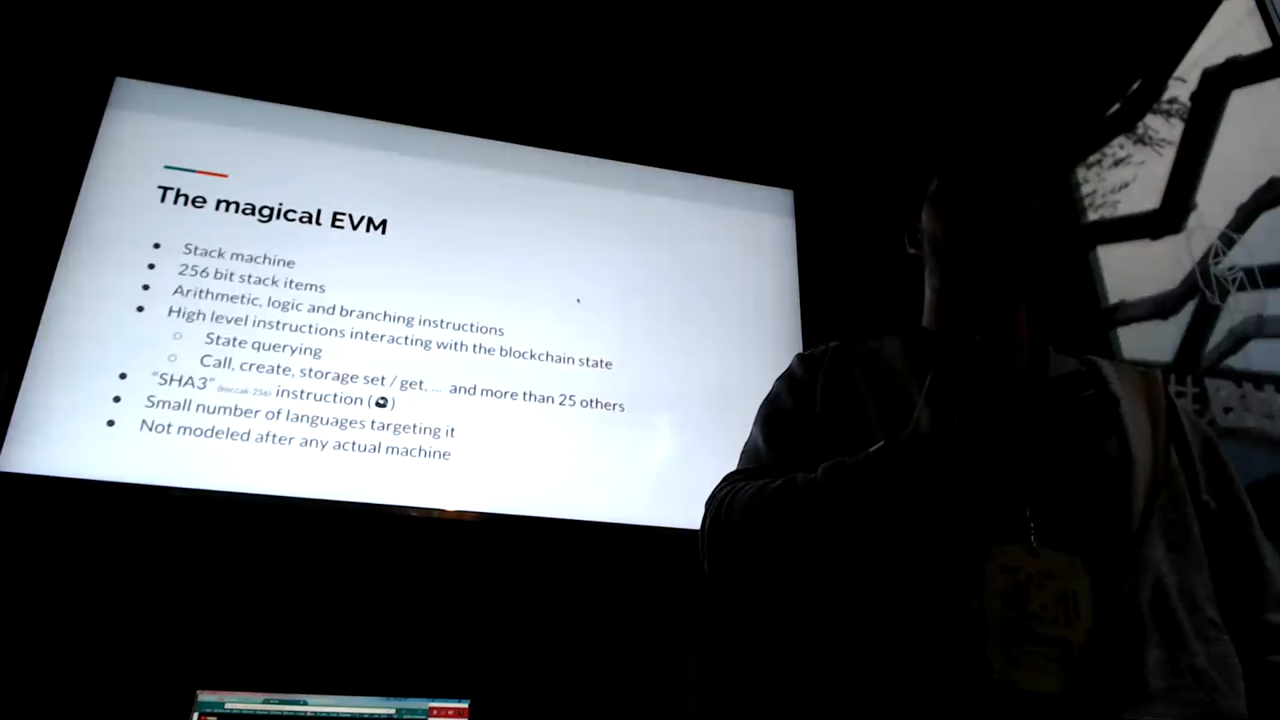 The magical EVM
Stack machine
256 bit stack items
Arithmetic, logic and branching instructions
High level instructions interacting with the blockchain state
State querying
Call, create, storage set / get, ... and more than 25 others
“SHA3” (keccak-256) instruction ( )
Small number of languages targeting it
Not modeled after any actual machine